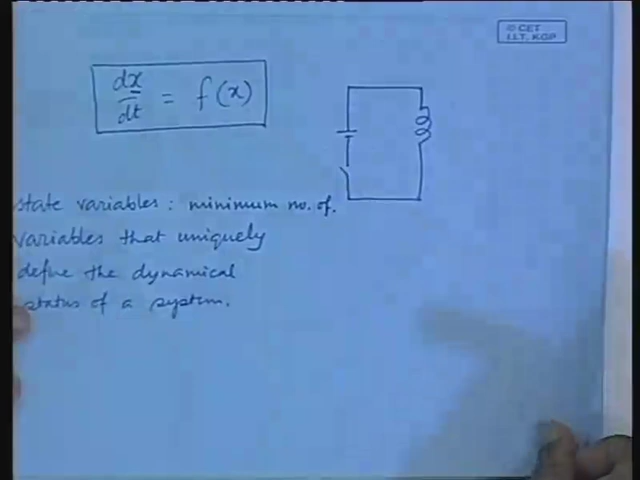 © CET
I.I.T. KGP
dx/dt = f(x)
state variables : minimum no. of.
variables that uniquely
define the dynamical
status of a system.